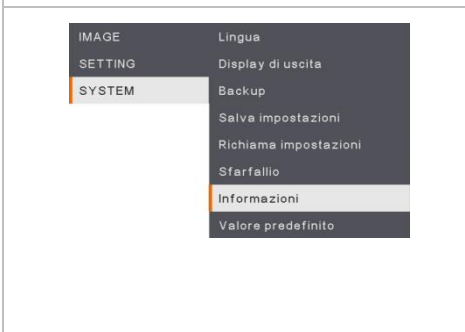 IMAGE
SETTING
SYSTEM
Lingua
Display di uscita
Backup
Salva impostazioni
Richiama impostazioni
Sfarfallio
Informazioni
Valore predefinito